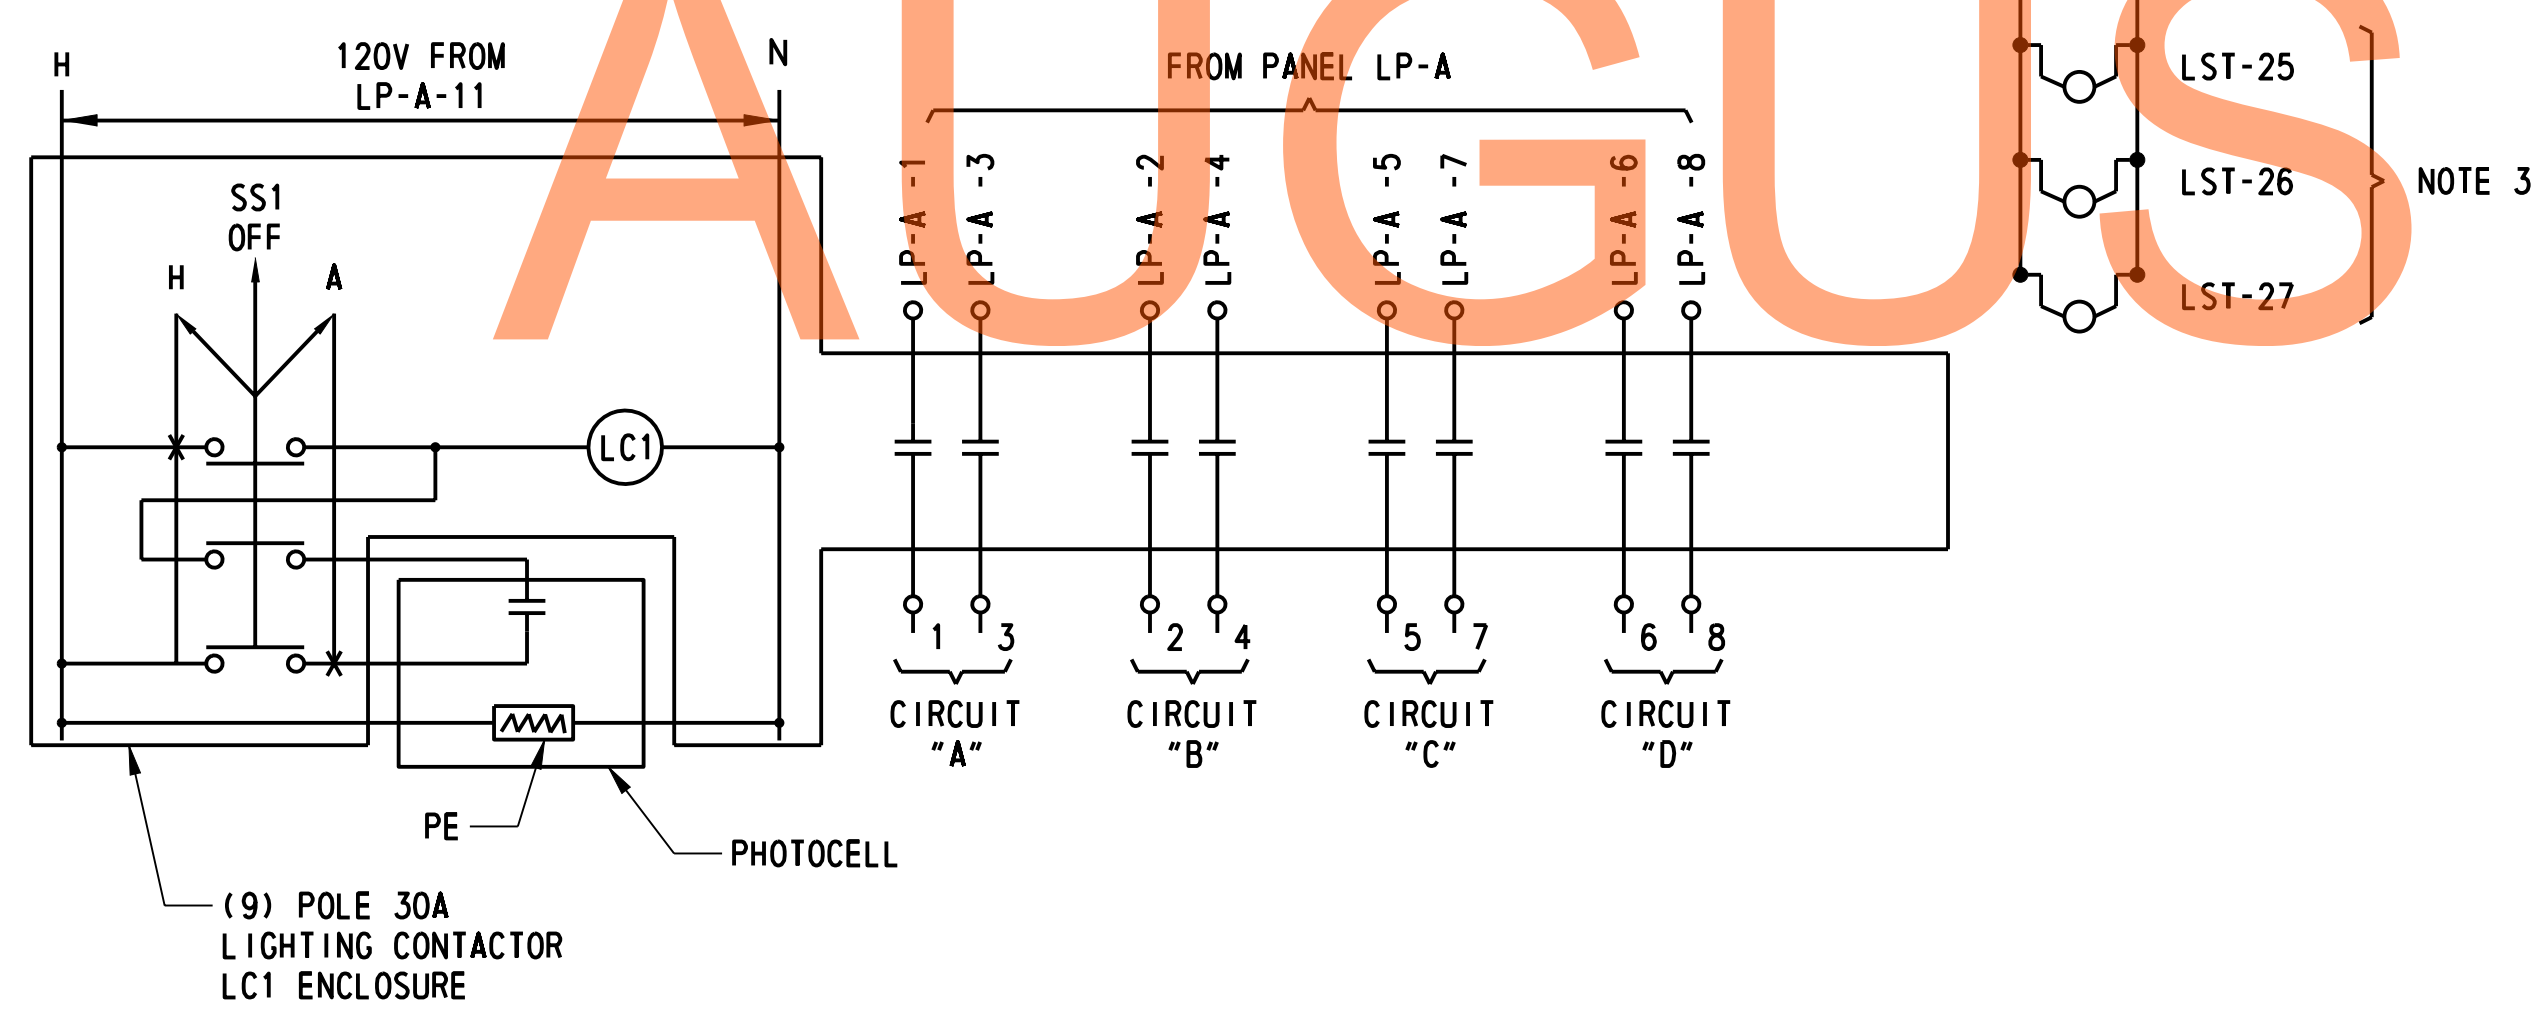 H
120V FROM
LP-A-11
N
FROM PANEL LP-A
LST-25
LST-26
NOTE 3
LST-27
AUGUS
SS1
OFF
H
A
LP-A -1
LP-A -3
LP-A -2
LP-A -4
LP-A -5
LP-A -7
LP-A -6
LP-A -8
LC1
1
3
2
4
5
7
6
8
CIRCUIT
"A"
CIRCUIT
"B"
CIRCUIT
"C"
CIRCUIT
"D"
PE
PHOTOCELL
(9) POLE 30A
LIGHTING CONTACTOR
LC1 ENCLOSURE